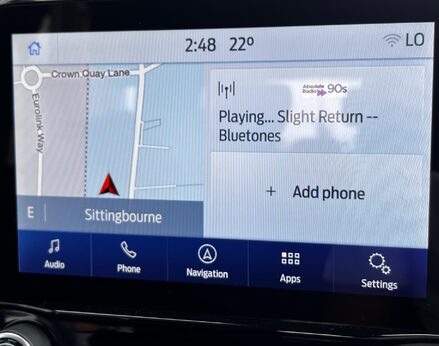 2:48 22º
LO
Crown Quay Lane
Eurolink Way
Absolute Radio 90s
Playing... Slight Return --
Bluetones
+ Add phone
E Sittingbourne
Audio
Phone
Navigation
Apps
Settings